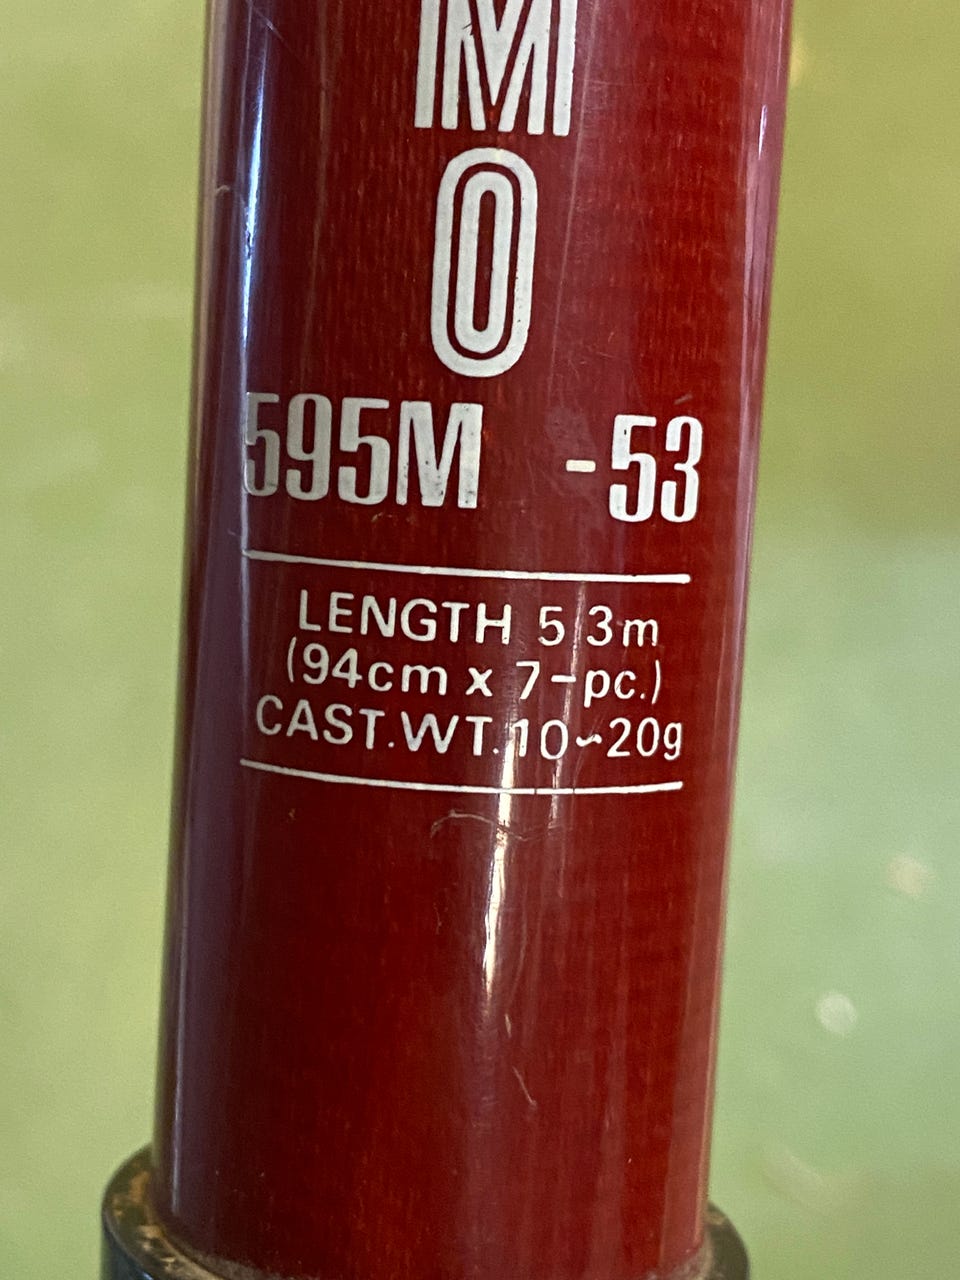 M
O
595M -53
LENGTH 5.3m
(94cm x 7-pc.)
CAST.WT.10~20g